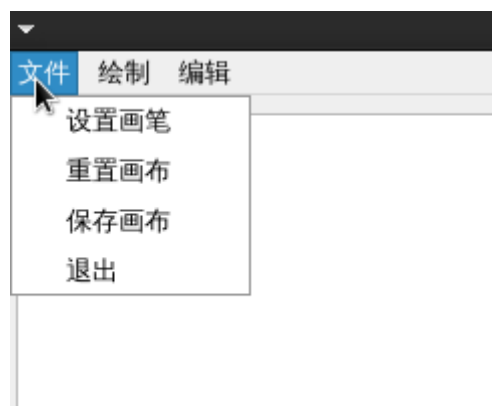 文件 绘制 编辑
设置画笔
重置画布
保存画布
退出